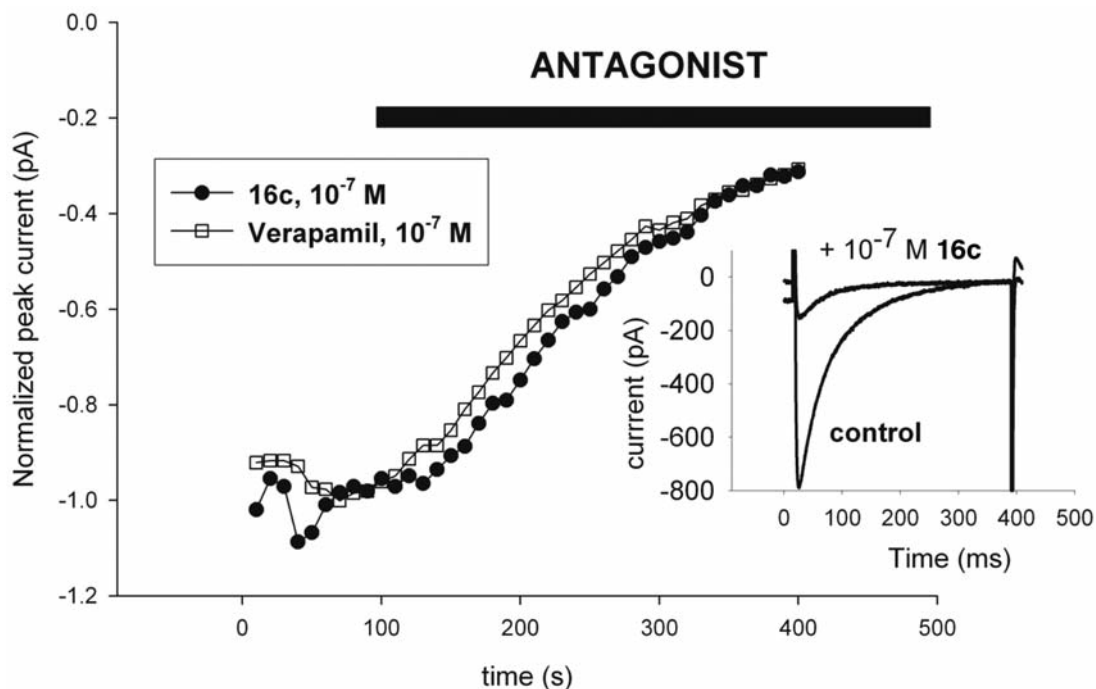 0.0
-0.2
-0.4
-0.6
-0.8
-1.0
-1.2
Normalized peak current (pA)
ANTAGONIST
16c, 10⁻⁷ M
Verapamil, 10⁻⁷ M
0
100
200
300
400
500
time (s)
+ 10⁻⁷ M 16c
control
0
-200
-400
-600
-800
currrent (pA)
0
100
200
300
400
500
Time (ms)